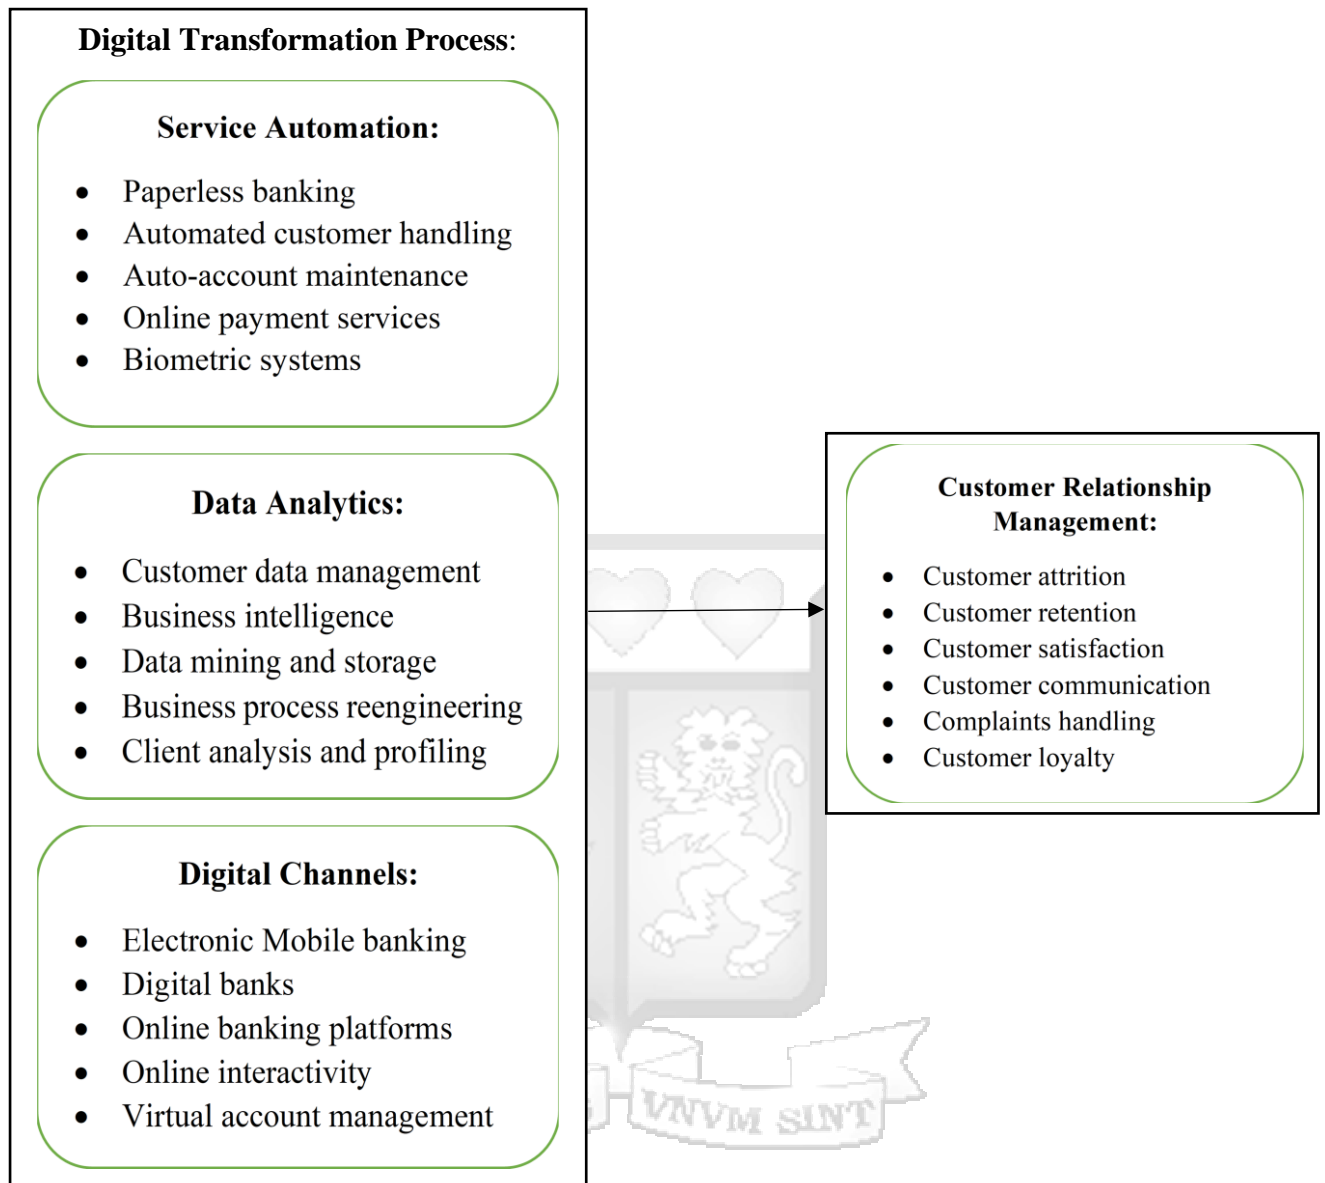 Digital Transformation Process:
Service Automation:
• Paperless banking
• Automated customer handling
• Auto-account maintenance
• Online payment services
• Biometric systems
Data Analytics:
• Customer data management
• Business intelligence
• Data mining and storage
• Business process reengineering
• Client analysis and profiling
Digital Channels:
• Electronic Mobile banking
• Digital banks
• Online banking platforms
• Online interactivity
• Virtual account management
Customer Relationship
Management:
• Customer attrition
• Customer retention
• Customer satisfaction
• Customer communication
• Complaints handling
• Customer loyalty
VNVM SINT